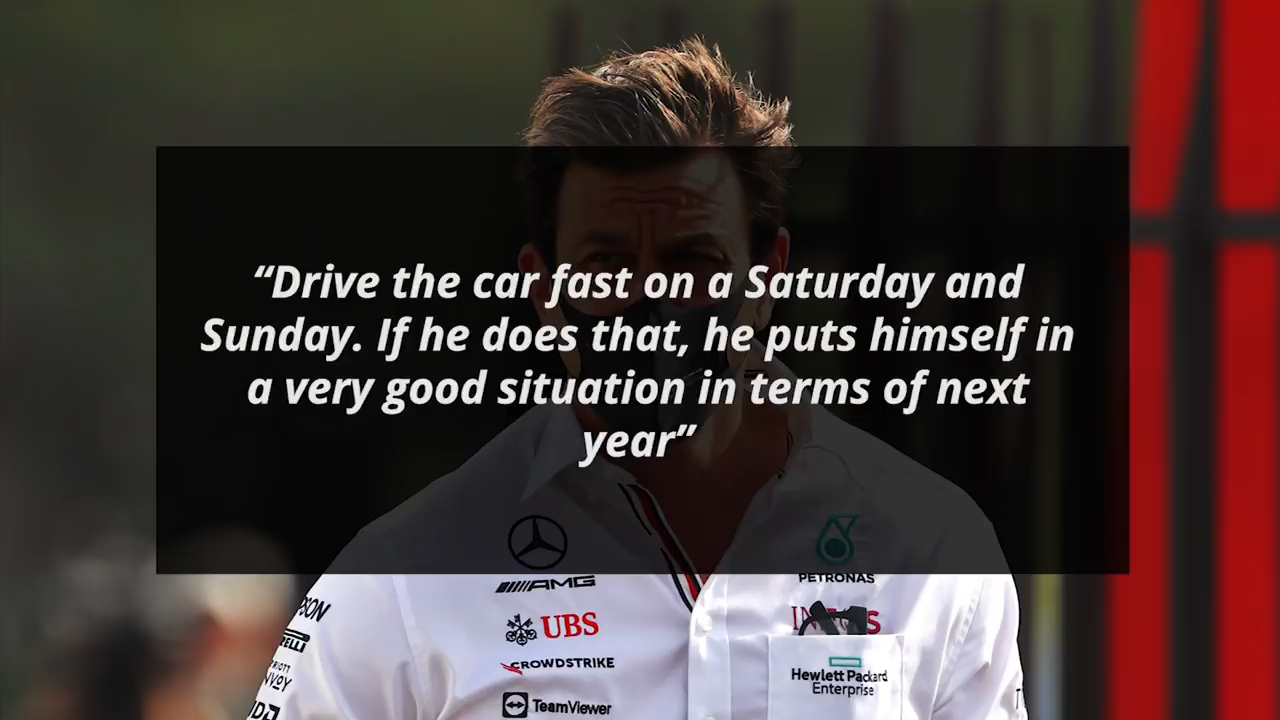 “Drive the car fast on a Saturday and
Sunday. If he does that, he puts himself in
a very good situation in terms of next
year”
AMG
PETRONAS
UBS
CROWDSTRIKE
Hewlett Packard
Enterprise
TeamViewer